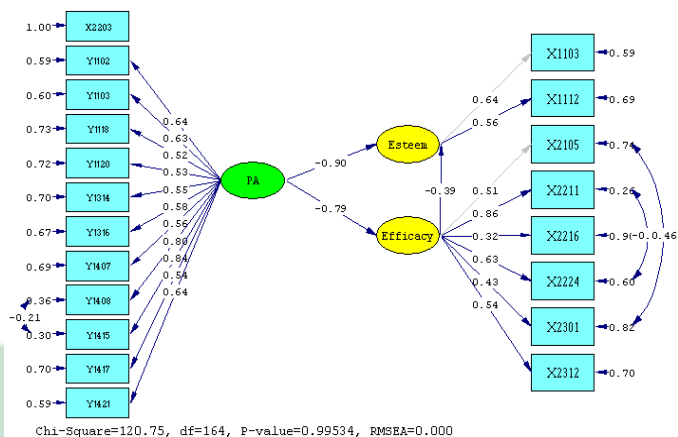 1.00 X2203
0.59 Y1102
0.60 Y1103
0.73 Y1118
0.72 Y1120
0.70 Y1314
0.67 Y1316
0.69 Y1407
0.36 Y1408
0.30 Y1415
0.70 Y1417
0.59 Y1421
-0.21
0.64
0.63
0.52
0.53
0.55
0.58
0.56
0.80
0.84
0.54
0.64
PA
-0.90
-0.79
Esteem
-0.39
Efficacy
0.64
0.56
0.51
0.86
0.32
0.63
0.43
0.54
X1103 0.59
X1112 0.69
X2105 0.74
X2211 0.26
X2216
X2224 0.60
X2301 0.82
X2312 0.70
0.46
Chi-Square=120.75, df=164, P-value=0.99534, RMSEA=0.000